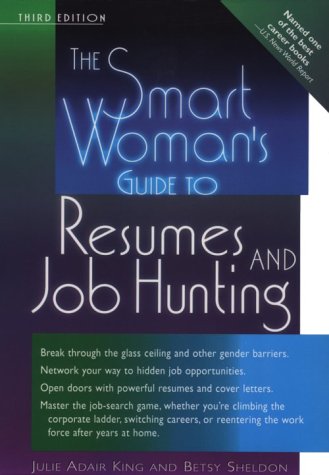 THIRD EDITION
Named one
of the best
career books
—U.S. News World Report
THE Smart
Woman's
GUIDE TO
Resumes AND
Job Hunting
Break through the glass ceiling and other gender barriers.
Network your way to hidden job opportunities.
Open doors with powerful resumes and cover letters.
Master the job-search game, whether you're climbing the
corporate ladder, switching careers, or reentering the work
force after years at home.
JULIE ADAIR KING AND BETSY SHELDON